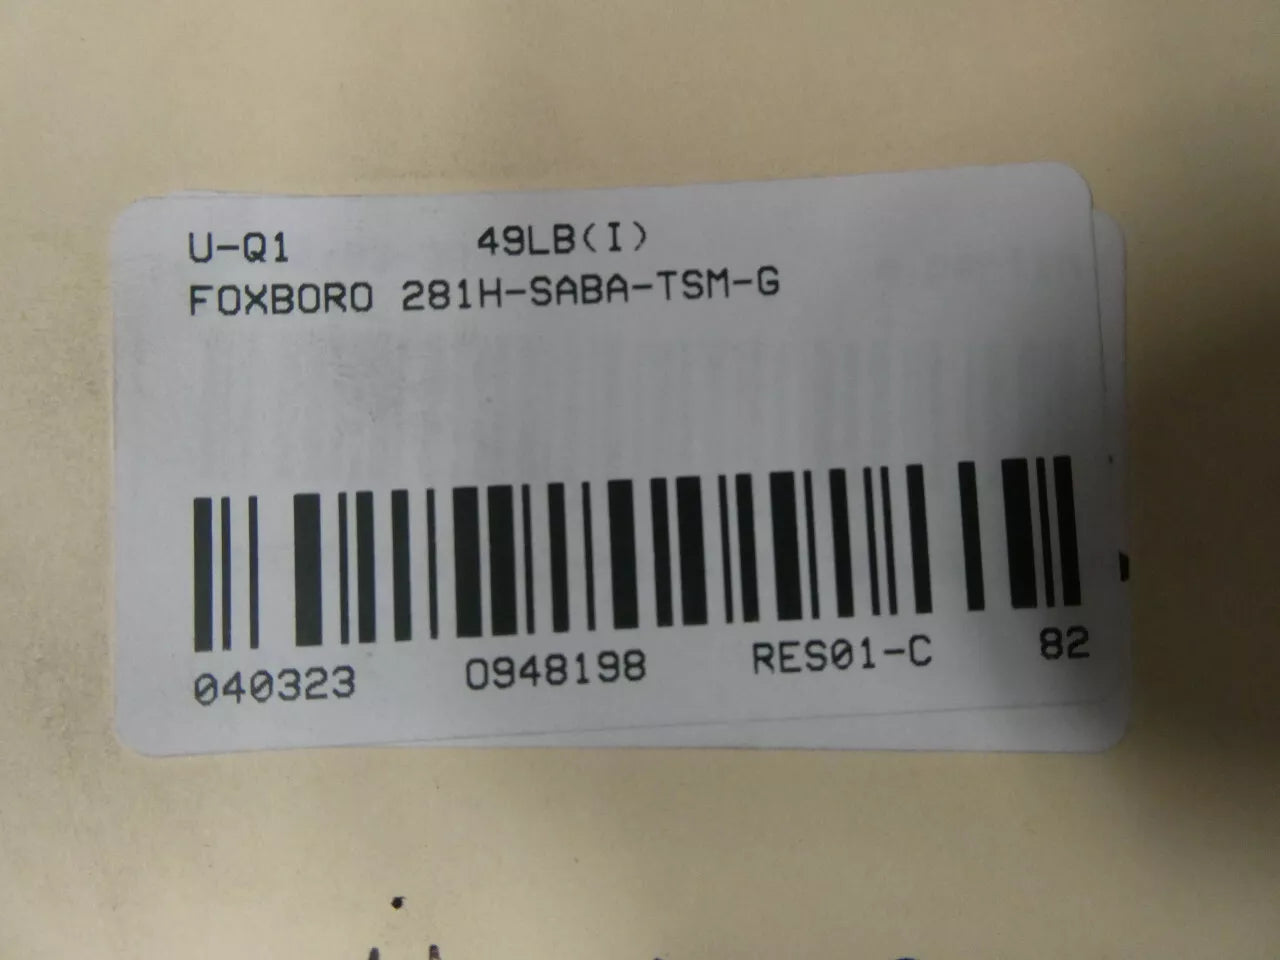 U-Q1 49LB(I)
FOXBORO 281H-SABA-TSM-G
040323 0948198 RES01-C 82